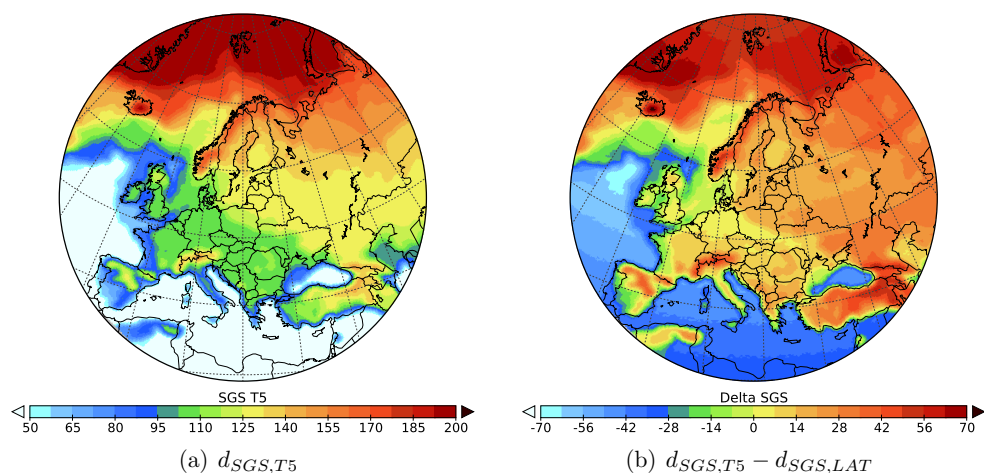 SGS T5
50 65 80 95 110 125 140 155 170 185 200
(a) d_{SGS,T5}
Delta SGS
-70 -56 -42 -28 -14 0 14 28 42 56 70
(b) d_{SGS,T5} − d_{SGS,LAT}